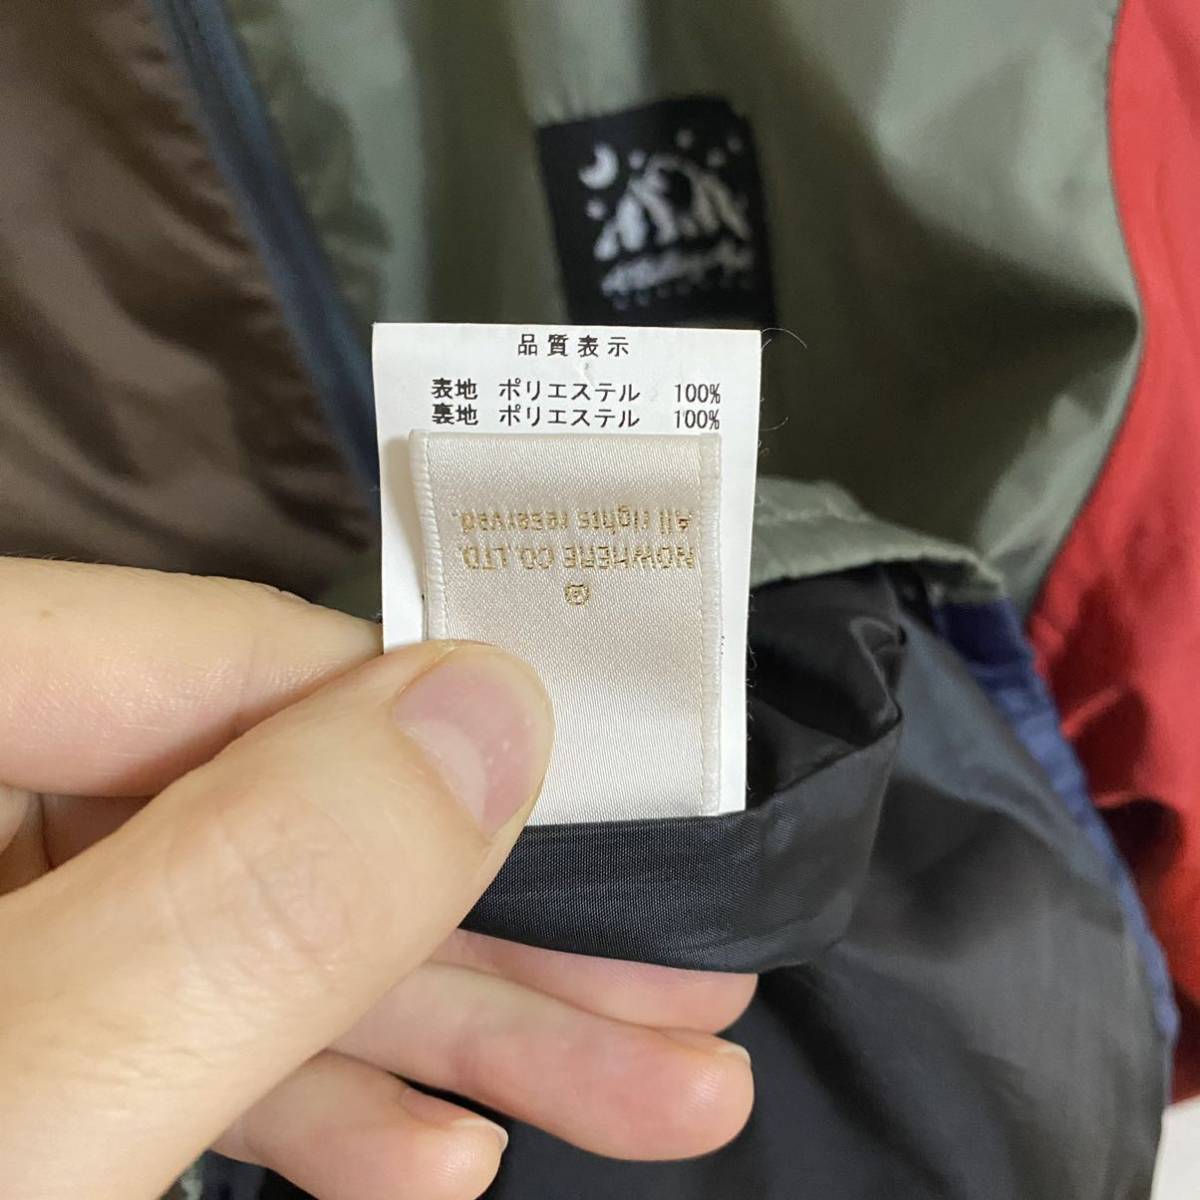 品質表示
表地 ポリエステル 100%
裏地 ポリエステル 100%
NOWHERE CO.,LTD.
All rights reserved.